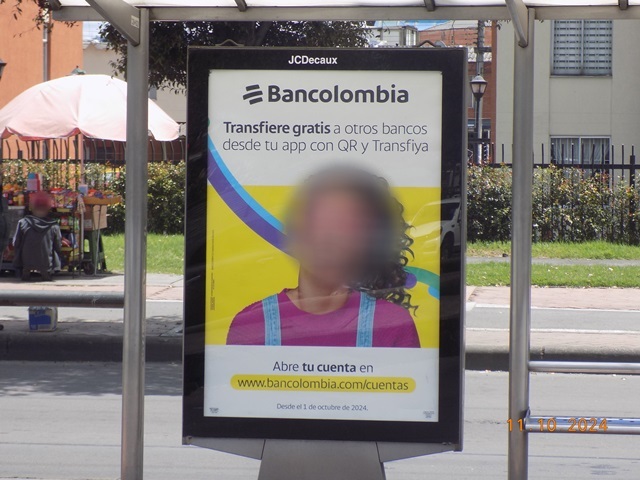 JCDecaux
Bancolombia
Transfiere gratis a otros bancos
desde tu app con QR y Transfiya
Abre tu cuenta en
www.bancolombia.com/cuentas
Desde el 1 de octubre de 2024.
11 10 2024